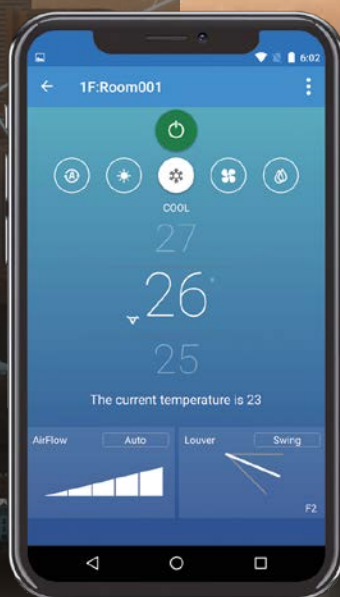 6:02
1F:Room001
A
COOL
27
26°
25
The current temperature is 23
AirFlow
Auto
Louver
Swing
F2